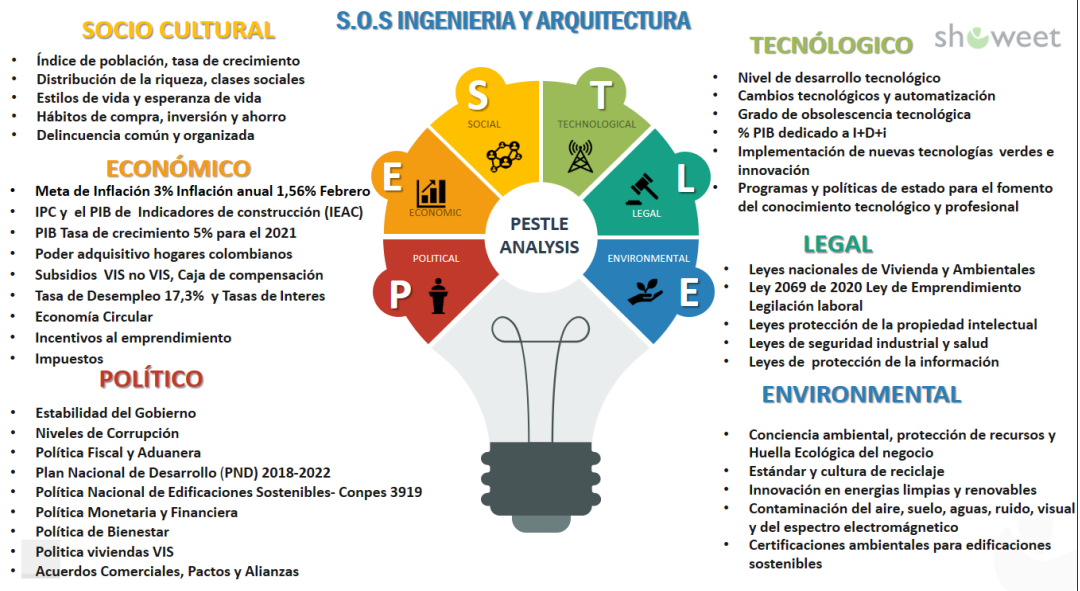 S.O.S INGENIERIA Y ARQUITECTURA
showeet
SOCIO CULTURAL
• Índice de población, tasa de crecimiento
• Distribución de la riqueza, clases sociales
• Estilos de vida y esperanza de vida
• Hábitos de compra, inversión y ahorro
• Delincuencia común y organizada
ECONÓMICO
• Meta de Inflación 3% Inflación anual 1,56% Febrero
• IPC y el PIB de Indicadores de construcción (IEAC)
• PIB Tasa de crecimiento 5% para el 2021
• Poder adquisitivo hogares colombianos
• Subsidios VIS no VIS, Caja de compensación
• Tasa de Desempleo 17,3% y Tasas de Interes
• Economía Circular
• Incentivos al emprendimiento
• Impuestos
POLÍTICO
• Estabilidad del Gobierno
• Niveles de Corrupción
• Política Fiscal y Aduanera
• Plan Nacional de Desarrollo (PND) 2018-2022
• Política Nacional de Edificaciones Sostenibles- Conpes 3919
• Política Monetaria y Financiera
• Política de Bienestar
• Politica viviendas VIS
• Acuerdos Comerciales, Pactos y Alianzas
P
POLITICAL
E
ECONOMIC
S
SOCIAL
T
TECHNOLOGICAL
L
LEGAL
E
ENVIRONMENTAL
PESTLE
ANALYSIS
TECNÓLOGICO
• Nivel de desarrollo tecnológico
• Cambios tecnológicos y automatización
• Grado de obsolescencia tecnológica
• % PIB dedicado a I+D+i
• Implementación de nuevas tecnologías verdes e
innovación
• Programas y políticas de estado para el fomento
del conocimiento tecnológico y profesional
LEGAL
• Leyes nacionales de Vivienda y Ambientales
• Ley 2069 de 2020 Ley de Emprendimiento
Legilación laboral
• Leyes protección de la propiedad intelectual
• Leyes de seguridad industrial y salud
• Leyes de protección de la información
ENVIRONMENTAL
• Conciencia ambiental, protección de recursos y
Huella Ecológica del negocio
• Estándar y cultura de reciclaje
• Innovación en energias limpias y renovables
• Contaminación del aire, suelo, aguas, ruido, visual
y del espectro electromágnetico
• Certificaciones ambientales para edificaciones
sostenibles